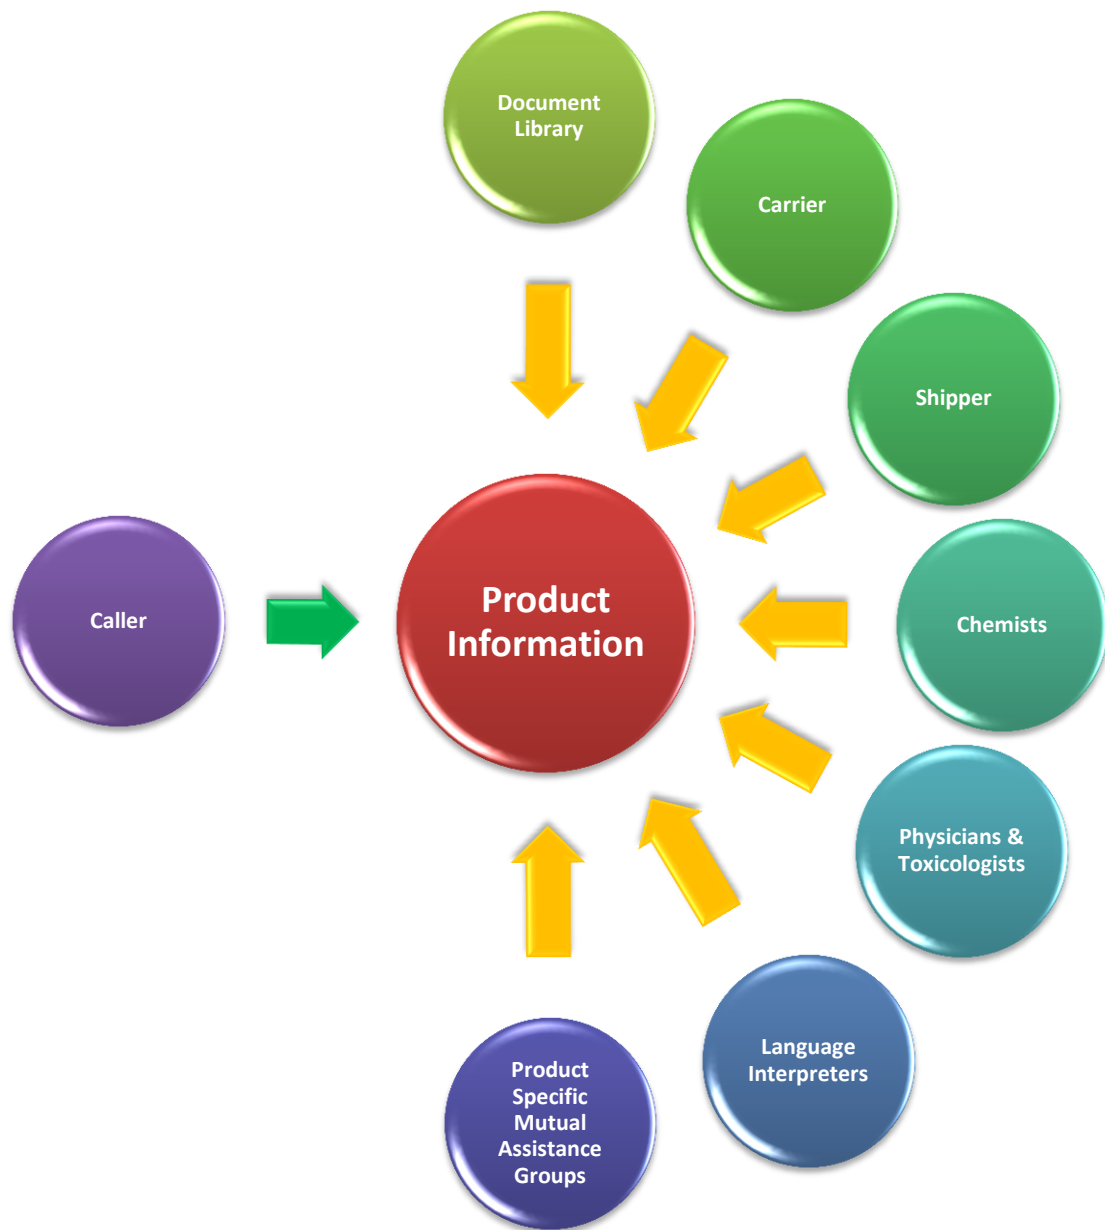 Document
Library
Carrier
Shipper
Caller
Product
Information
Chemists
Physicians &
Toxicologists
Language
Interpreters
Product
Specific
Mutual
Assistance
Groups